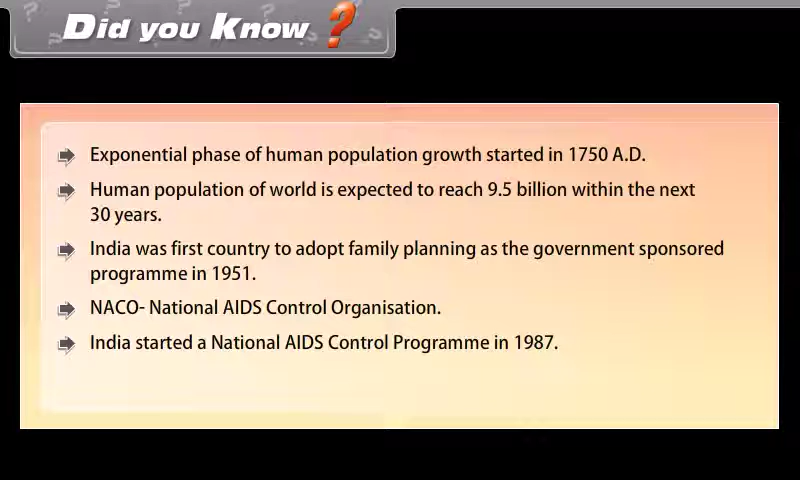 Did you Know ?
Exponential phase of human population growth started in 1750 A.D.
Human population of world is expected to reach 9.5 billion within the next
30 years.
India was first country to adopt family planning as the government sponsored
programme in 1951.
NACO- National AIDS Control Organisation.
India started a National AIDS Control Programme in 1987.